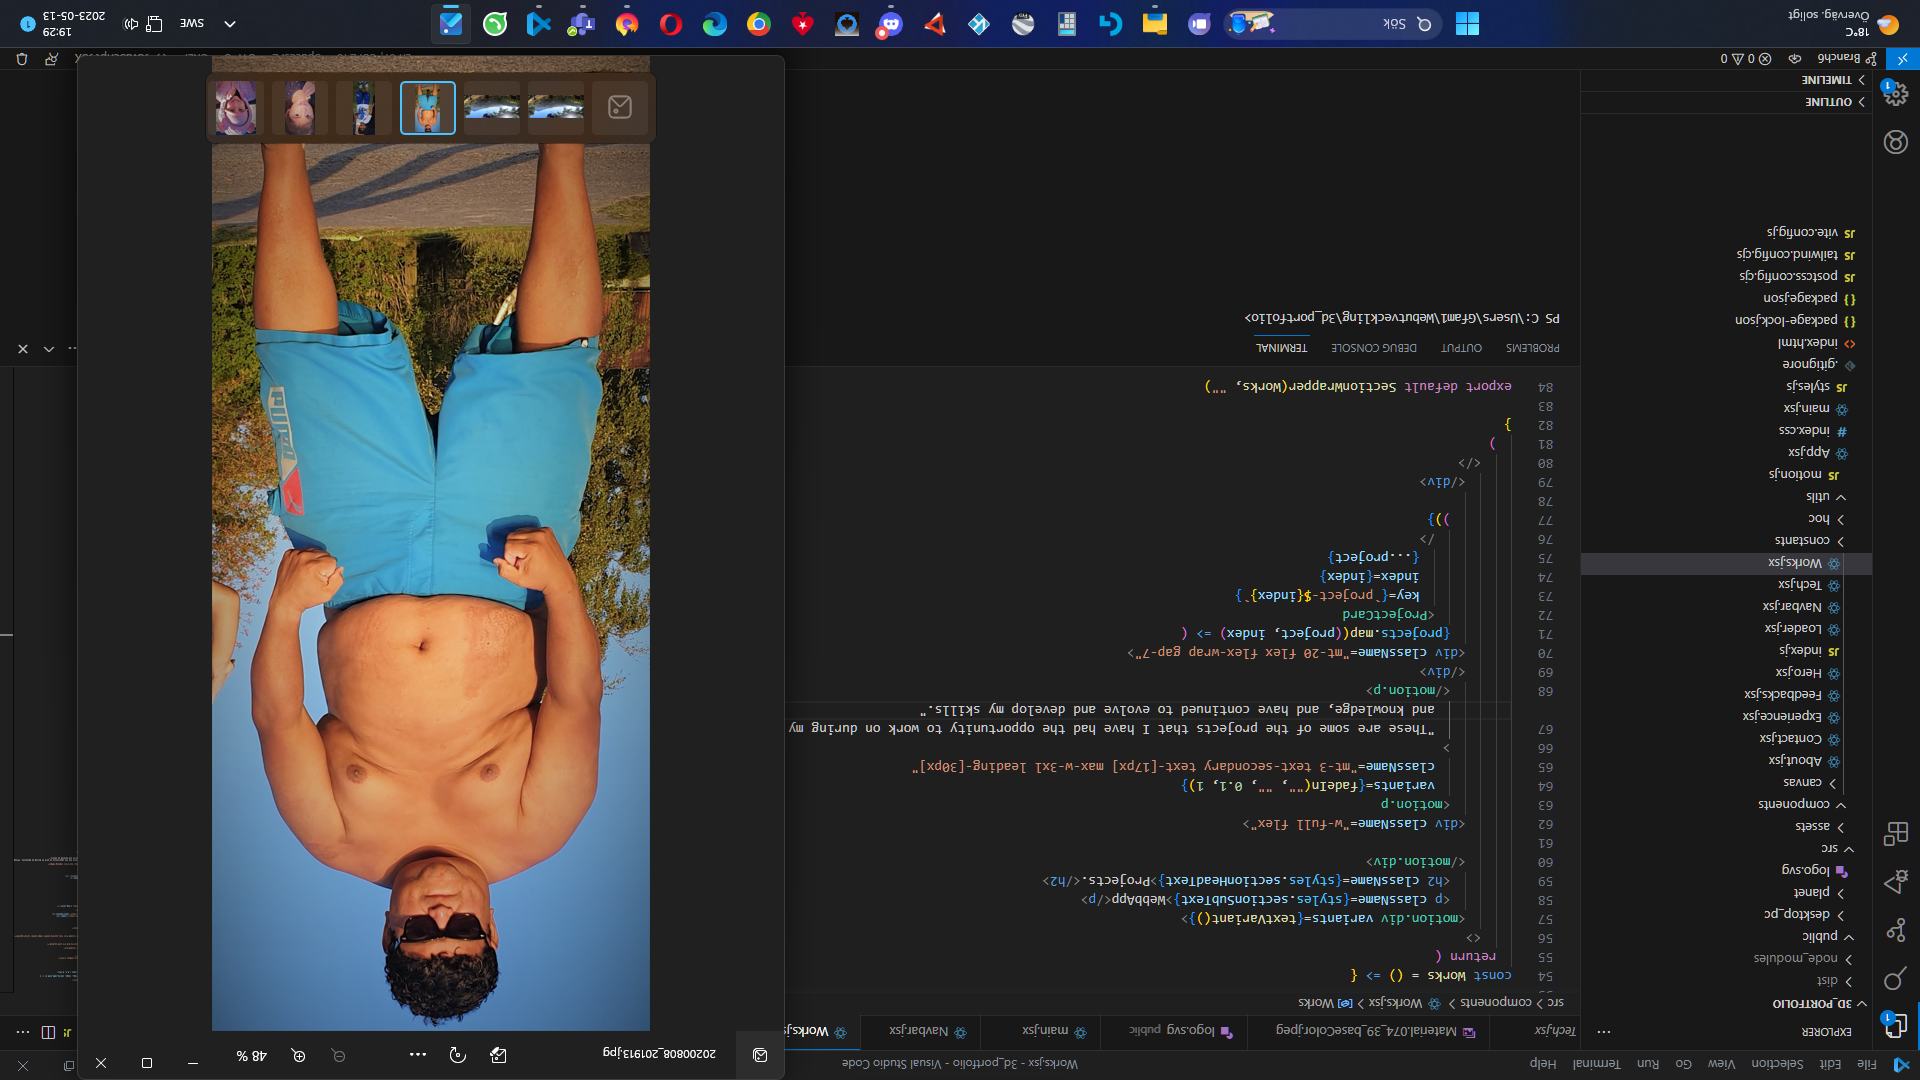 File Edit Selection View Go Run Terminal Help
Works.jsx - 3d_portfolio - Visual Studio Code
EXPLORER
3D_PORTFOLIO
dist
node_modules
public
desktop_pc
planet
logo.svg
src
assets
components
canvas
About.jsx
Contact.jsx
Experience.jsx
Feedbacks.jsx
Hero.jsx
index.js
Loader.jsx
Navbar.jsx
Tech.jsx
Works.jsx
constants
hoc
utils
motion.js
App.jsx
index.css
main.jsx
styles.js
.gitignore
index.html
package-lock.json
package.json
postcss.config.cjs
tailwind.config.cjs
vite.config.js
OUTLINE
TIMELINE
Tech.jsx
Material.074_39_baseColor.jpeg
logo.svg public
main.jsx
Navbar.jsx
Works.js
src > components > Works.jsx > Works
54 const Works = () => {
55 return (
56 <>
57 <motion.div variants={textVariant()}>
58 <p className={styles.sectionSubText}>WebApp</p>
59 <h2 className={styles.sectionHeadText}>Projects.</h2>
60 </motion.div>
61
62 <div className="w-full flex">
63 <motion.p
64 variants={fadeIn("", "", 0.1, 1)}
65 className="mt-3 text-secondary text-[17px] max-w-3xl leading-[30px]"
66 >
67 "These are some of the projects that I have had the opportunity to work on during my
and knowledge, and have continued to evolve and develop my skills."
68 </motion.p>
69 </div>
70 <div className="mt-20 flex flex-wrap gap-7">
71 {projects.map((project, index) => (
72 <ProjectCard
73 key={`project-${index}`}
74 index={index}
75 {...project}
76 />
77 ))}
78
79 </div>
80 </>
81 )
82 }
83
84 export default SectionWrapper(Works, "")
PROBLEMS OUTPUT DEBUG CONSOLE TERMINAL
PS C:\Users\Gfam1\Webutveckling\3d_portfolio>
Branch6 0 0
20200808_201913.jpg
48 %
PUMA
18°C
Överväg. soligt
Sök
SWE
19:29
2023-05-13
1